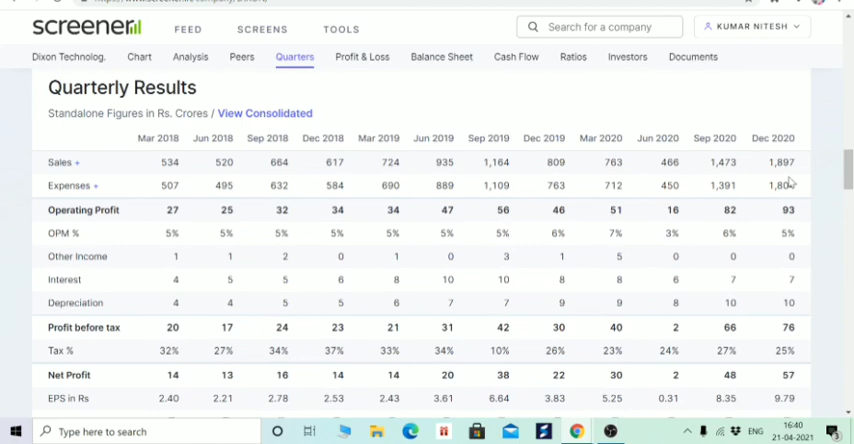 screener
FEED SCREENS TOOLS
Search for a company
KUMAR NITESH
Dixon Technolog. Chart Analysis Peers Quarters Profit & Loss Balance Sheet Cash Flow Ratios Investors Documents
Quarterly Results
Standalone Figures in Rs. Crores / View Consolidated
Mar 2018 Jun 2018 Sep 2018 Dec 2018 Mar 2019 Jun 2019 Sep 2019 Dec 2019 Mar 2020 Jun 2020 Sep 2020 Dec 2020
Sales + 534 520 664 617 724 935 1,164 809 763 466 1,473 1,897
Expenses + 507 495 632 584 690 889 1,109 763 712 450 1,391
Operating Profit 27 25 32 34 34 47 56 46 51 16 82 93
OPM % 5% 5% 5% 5% 5% 5% 5% 6% 7% 3% 6% 5%
Other Income 1 1 2 0 1 0 3 1 5 0 0 0
Interest 4 5 5 6 8 10 10 8 8 6 7 7
Depreciation 4 4 5 5 6 7 7 9 9 8 10 10
Profit before tax 20 17 24 23 21 31 42 30 40 2 66 76
Tax % 32% 27% 34% 37% 33% 34% 10% 26% 23% 24% 27% 25%
Net Profit 14 13 16 14 14 20 38 22 30 2 48 57
EPS in Rs 2.40 2.21 2.78 2.53 2.43 3.61 6.64 3.83 5.25 0.31 8.35 9.79
Type here to search
ENG
16:40
21-04-2021
3